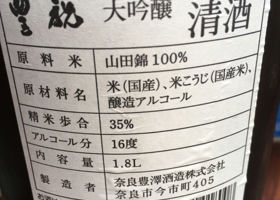 豊祝
大吟醸
清酒
原料米 山田錦100%
原材料名 米(国産)、米こうじ(国産米)、
醸造アルコール
精米歩合 35%
アルコール分 16度
内容量 1.8L
製造者 奈良豊澤酒造株式会社
奈良市今市町405